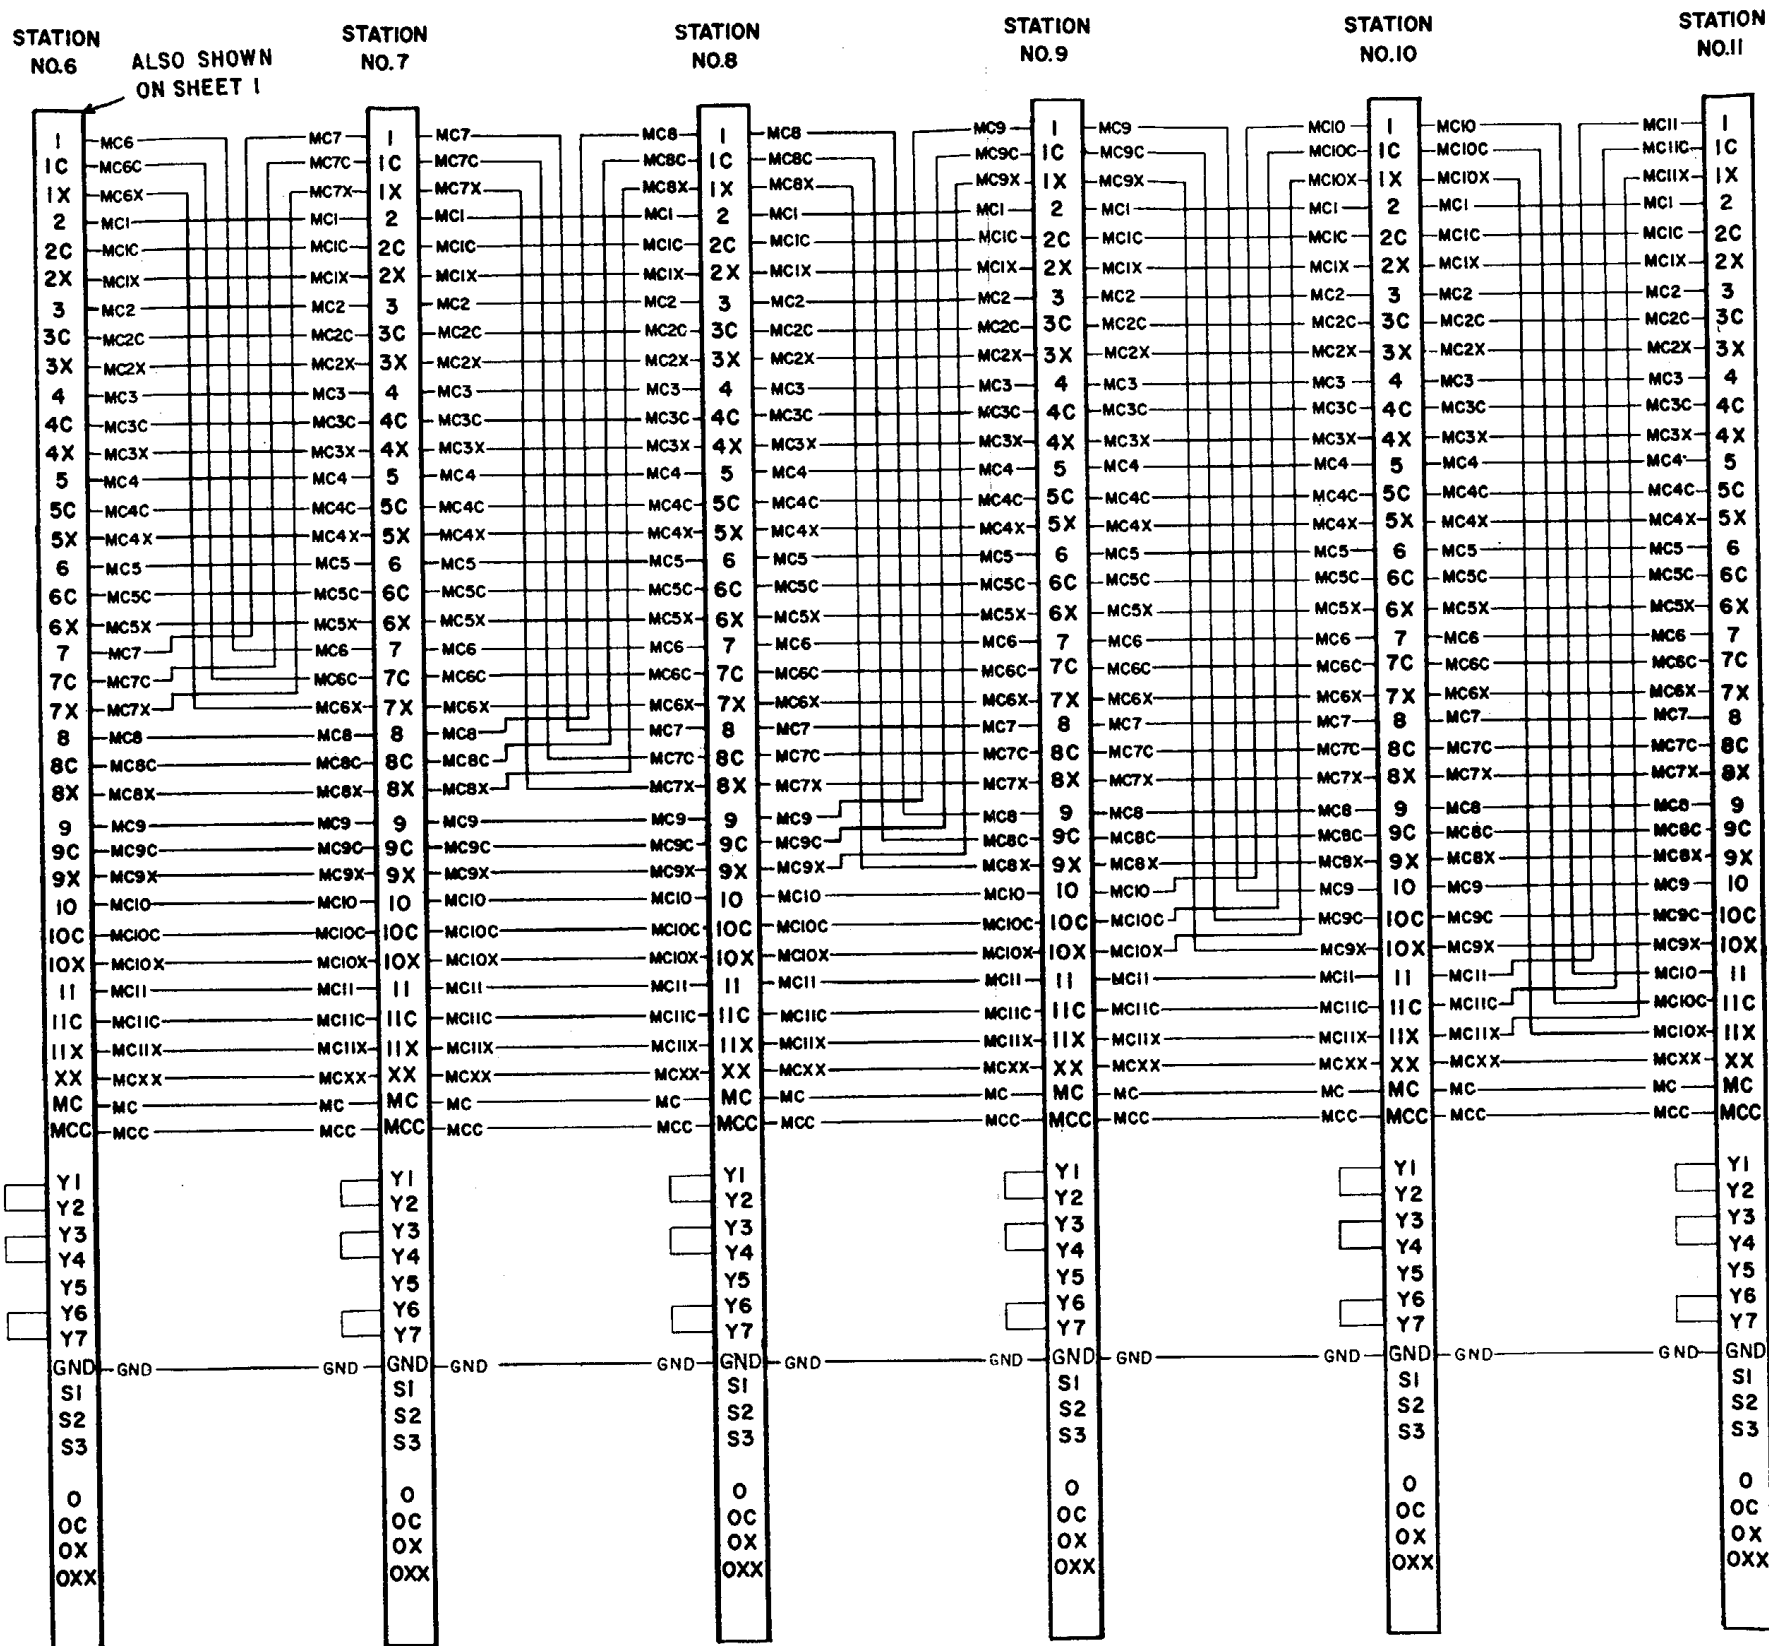 STATION NO.6
STATION NO.7
STATION NO.8
STATION NO.9
STATION NO.10
STATION NO.11
ALSO SHOWN
ON SHEET 1
1 MC6 MC7 1 MC7 MC8 1 MC8 MC9 1 MC9 MC10 1 MC10 MC11 1
1C MC6C MC7C 1C MC7C MC8C 1C MC8C MC9C 1C MC9C MC10C 1C MC10C MC11C 1C
1X MC6X MC7X 1X MC7X MC8X 1X MC8X MC9X 1X MC9X MC10X 1X MC10X MC11X 1X
2 MC1 MC1 2 MC1 MC1 2 MC1 MC1 2 MC1 MC1 2 MC1 MC1 2
2C MC1C MC1C 2C MC1C MC1C 2C MC1C MC1C 2C MC1C MC1C 2C MC1C MC1C 2C
2X MC1X MC1X 2X MC1X MC1X 2X MC1X MC1X 2X MC1X MC1X 2X MC1X MC1X 2X
3 MC2 MC2 3 MC2 MC2 3 MC2 MC2 3 MC2 MC2 3 MC2 MC2 3
3C MC2C MC2C 3C MC2C MC2C 3C MC2C MC2C 3C MC2C MC2C 3C MC2C MC2C 3C
3X MC2X MC2X 3X MC2X MC2X 3X MC2X MC2X 3X MC2X MC2X 3X MC2X MC2X 3X
4 MC3 MC3 4 MC3 MC3 4 MC3 MC3 4 MC3 MC3 4 MC3 MC3 4
4C MC3C MC3C 4C MC3C MC3C 4C MC3C MC3C 4C MC3C MC3C 4C MC3C MC3C 4C
4X MC3X MC3X 4X MC3X MC3X 4X MC3X MC3X 4X MC3X MC3X 4X MC3X MC3X 4X
5 MC4 MC4 5 MC4 MC4 5 MC4 MC4 5 MC4 MC4 5 MC4 MC4 5
5C MC4C MC4C 5C MC4C MC4C 5C MC4C MC4C 5C MC4C MC4C 5C MC4C MC4C 5C
5X MC4X MC4X 5X MC4X MC4X 5X MC4X MC4X 5X MC4X MC4X 5X MC4X MC4X 5X
6 MC5 MC5 6 MC5 MC5 6 MC5 MC5 6 MC5 MC5 6 MC5 MC5 6
6C MC5C MC5C 6C MC5C MC5C 6C MC5C MC5C 6C MC5C MC5C 6C MC5C MC5C 6C
6X MC5X MC5X 6X MC5X MC5X 6X MC5X MC5X 6X MC5X MC5X 6X MC5X MC5X 6X
7 MC7 MC6 7 MC6 MC6 7 MC6 MC6 7 MC6 MC6 7 MC6 MC6 7
7C MC7C MC6C 7C MC6C MC6C 7C MC6C MC6C 7C MC6C MC6C 7C MC6C MC6C 7C
7X MC7X MC6X 7X MC6X MC6X 7X MC6X MC6X 7X MC6X MC6X 7X MC6X MC6X 7X
8 MC8 MC8 8 MC8 MC7 8 MC7 MC7 8 MC7 MC7 8 MC7 MC7 8
8C MC8C MC8C 8C MC8C MC7C 8C MC7C MC7C 8C MC7C MC7C 8C MC7C MC7C 8C
8X MC8X MC8X 8X MC8X MC7X 8X MC7X MC7X 8X MC7X MC7X 8X MC7X MC7X 8X
9 MC9 MC9 9 MC9 MC9 9 MC9 MC8 9 MC8 MC8 9 MC8 MC8 9
9C MC9C MC9C 9C MC9C MC9C 9C MC9C MC8C 9C MC8C MC8C 9C MC8C MC8C 9C
9X MC9X MC9X 9X MC9X MC9X 9X MC9X MC8X 9X MC8X MC8X 9X MC8X MC8X 9X
10 MC10 MC10 10 MC10 MC10 10 MC10 MC10 10 MC10 MC9 10 MC9 MC9 10
10C MC10C MC10C 10C MC10C MC10C 10C MC10C MC10C 10C MC10C MC9C 10C MC9C MC9C 10C
10X MC10X MC10X 10X MC10X MC10X 10X MC10X MC10X 10X MC10X MC9X 10X MC9X MC9X 10X
11 MC11 MC11 11 MC11 MC11 11 MC11 MC11 11 MC11 MC11 11 MC11 MC10 11
11C MC11C MC11C 11C MC11C MC11C 11C MC11C MC11C 11C MC11C MC11C 11C MC11C MC10C 11C
11X MC11X MC11X 11X MC11X MC11X 11X MC11X MC11X 11X MC11X MC11X 11X MC11X MC10X 11X
XX MCXX MCXX XX MCXX MCXX XX MCXX MCXX XX MCXX MCXX XX MCXX MCXX XX
MC MC MC MC MC MC MC MC MC MC MC MC MC MC MC MC
MCC MCC MCC MCC MCC MCC MCC MCC MCC MCC MCC MCC MCC MCC MCC MCC
Y1 Y1 Y1 Y1 Y1 Y1
Y2 Y2 Y2 Y2 Y2 Y2
Y3 Y3 Y3 Y3 Y3 Y3
Y4 Y4 Y4 Y4 Y4 Y4
Y5 Y5 Y5 Y5 Y5 Y5
Y6 Y6 Y6 Y6 Y6 Y6
Y7 Y7 Y7 Y7 Y7 Y7
GND GND GND GND GND GND GND GND GND GND GND GND GND GND GND GND
S1 S1 S1 S1 S1 S1
S2 S2 S2 S2 S2 S2
S3 S3 S3 S3 S3 S3
O O O O O O
OC OC OC OC OC OC
OX OX OX OX OX OX
OXX OXX OXX OXX OXX OXX